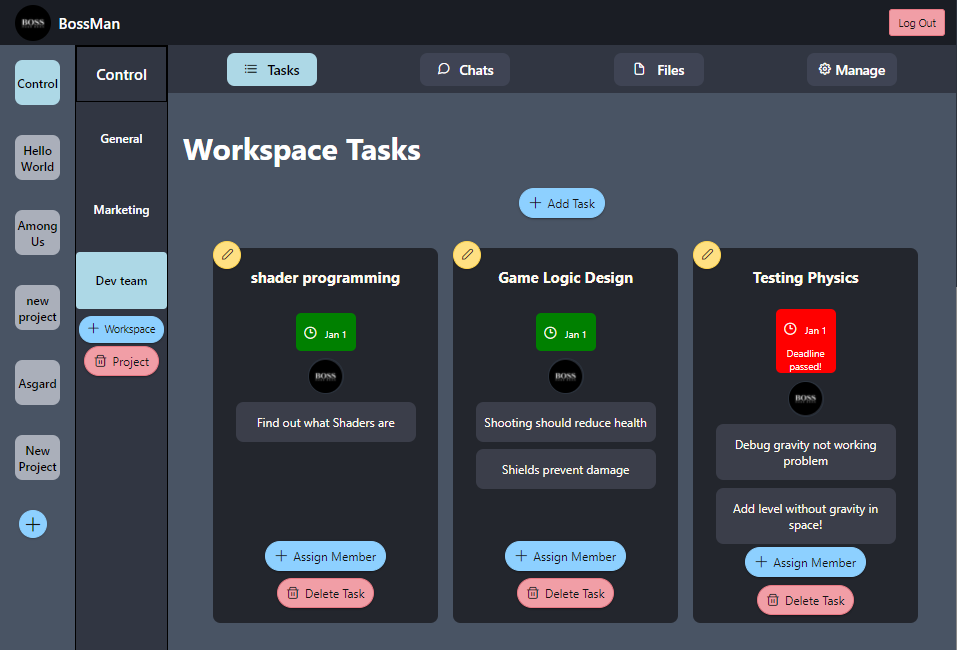 BOSS
BossMan
Log Out
Control
Hello
World
Among
Us
new
project
Asgard
New
Project
Control
General
Marketing
Dev team
Workspace
Project
Tasks
Chats
Files
Manage
Workspace Tasks
Add Task
shader programming
Jan 1
BOSS
Find out what Shaders are
Assign Member
Delete Task
Game Logic Design
Jan 1
BOSS
Shooting should reduce health
Shields prevent damage
Assign Member
Delete Task
Testing Physics
Jan 1
Deadline
passed!
BOSS
Debug gravity not working
problem
Add level without gravity in
space!
Assign Member
Delete Task